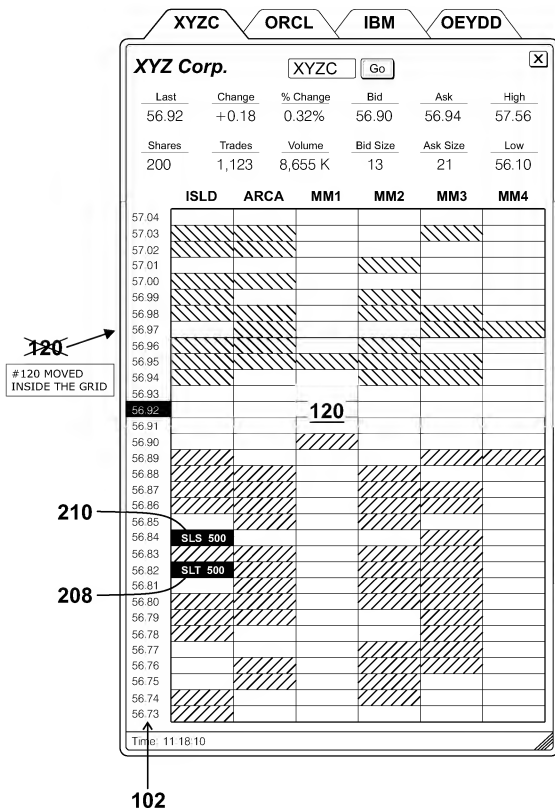 XYZC ORCL IBM OEYDD
XYZ Corp. XYZC Go X
Last Change % Change Bid Ask High
56.92 +0.18 0.32% 56.90 56.94 57.56
Shares Trades Volume Bid Size Ask Size Low
200 1,123 8,655 K 13 21 56.10
ISLD ARCA MM1 MM2 MM3 MM4
57.04
57.03
57.02
57.01
57.00
56.99
56.98
56.97
120
56.96
#120 MOVED
INSIDE THE GRID
56.95
56.94
56.93
56.92 120
56.91
56.90
56.89
56.88
56.87
56.86
210
56.85
56.84 SLS 500
56.83
56.82 SLT 500
208
56.81
56.80
56.79
56.78
56.77
56.76
56.75
56.74
56.73
Time: 11:18:10
102